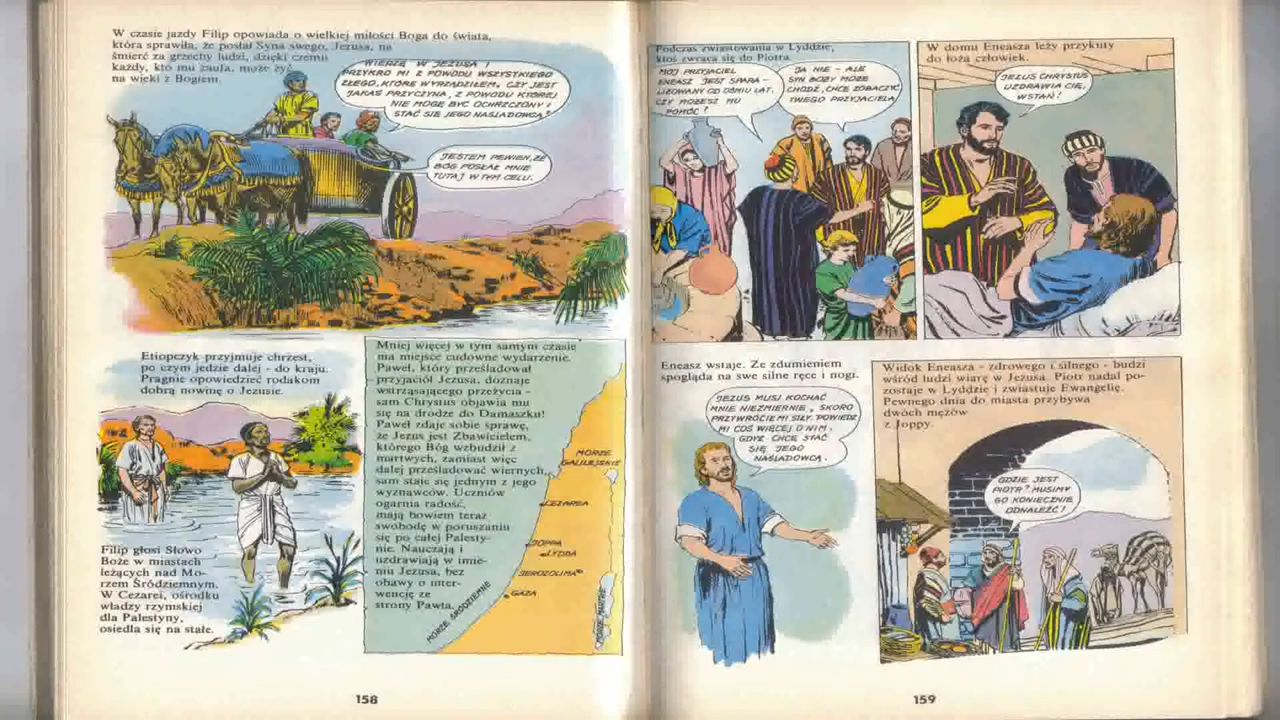 W czasie jazdy Filip opowiada o wielkiej miłości Boga do świata,
która sprawiła, że posłał Syna swego, Jezusa, na
śmierć za grzechy ludzi, dzięki czemu
każdy, kto mu zaufa, może żyć
na wieki z Bogiem.
WIERZĘ W JEZUSA!
PRZYKRO MI Z POWODU WSZYSTKIEGO
ZŁEGO, KTÓRE WYRZĄDZIŁEM. CZY JEST
JAKAŚ PRZYCZYNA, Z POWODU KTÓREJ
NIE MOGĘ BYĆ OCHRZCZONY I
STAĆ SIĘ JEGO NAŚLADOWCĄ?
JESTEM PEWIEN, ŻE
BÓG POSŁAŁ MNIE
TUTAJ W TYM CELU.
Etiopczyk przyjmuje chrzest,
po czym jedzie dalej - do kraju.
Pragnie opowiedzieć rodakom
dobrą nowinę o Jezusie.
Filip głosi Słowo
Boże w miastach
leżących nad Mo-
rzem Śródziemnym.
W Cezarei, ośrodku
władzy rzymskiej
dla Palestyny,
osiedla się na stałe.
Mniej więcej w tym samym czasie
ma miejsce cudowne wydarzenie.
Paweł, który prześladował
przyjaciół Jezusa, doznaje
wstrząsającego przeżycia -
sam Chrystus objawia mu
się na drodze do Damaszku!
Paweł zdaje sobie sprawę,
że Jezus jest Zbawicielem,
którego Bóg wzbudził z
martwych, zamiast więc
dalej prześladować wiernych,
sam staje się jednym z jego
wyznawców. Uczniów
ogarnia radość,
mają bowiem teraz
swobodę w poruszaniu
się po całej Palesty-
nie. Nauczają i
uzdrawiają w imie-
niu Jezusa, bez
obawy o inter-
wencję ze
strony Pawła.
MORZE
GALILEJSKIE
CEZAREA
JOPPA
LYDDA
JEROZOLIMA
GAZA
MORZE ŚRÓDZIEMNE
MORZE MARTWE
158
Podczas zwiastowania w Lyddzie,
ktoś zwraca się do Piotra.
MÓJ PRZYJACIEL
ENEASZ JEST SPARA-
LIŻOWANY OD OŚMIU LAT.
CZY MOŻESZ MU
POMÓC?
JA NIE - ALE
SYN BOŻY MOŻE.
CHODŹ, CHCĘ ZOBACZYĆ
TWEGO PRZYJACIELA.
W domu Eneasza leży przykuty
do łoża człowiek.
JEZUS CHRYSTUS
UZDRAWIA CIĘ,
WSTAŃ!
Eneasz wstaje. Ze zdumieniem
spogląda na swe silne ręce i nogi.
JEZUS MUSI KOCHAĆ
MNIE NIEZMIERNIE, SKORO
PRZYWRÓCIŁ MI SIŁY. POWIEDZ
MI COŚ WIĘCEJ O NIM,
GDYŻ CHCĘ STAĆ
SIĘ JEGO
NAŚLADOWCĄ.
Widok Eneasza - zdrowego i silnego - budzi
wśród ludzi wiarę w Jezusa. Piotr nadal po-
zostaje w Lyddzie i zwiastuje Ewangelię.
Pewnego dnia do miasta przybywa
dwóch mężów
z Joppy.
GDZIE JEST
PIOTR? MUSIMY
GO KONIECZNIE
ODNALEŹĆ!
159